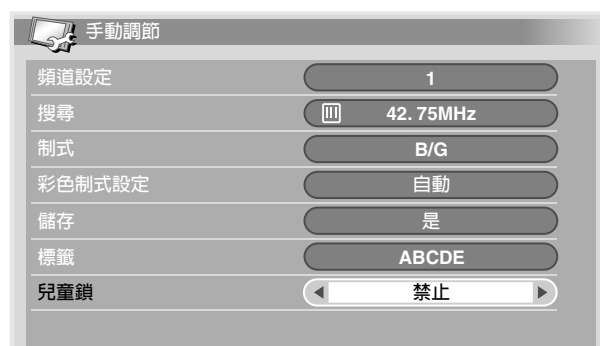 手動調節
頻道設定 1
搜尋 42.75MHz
制式 B/G
彩色制式設定 自動
儲存 是
標籤 ABCDE
兒童鎖 禁止